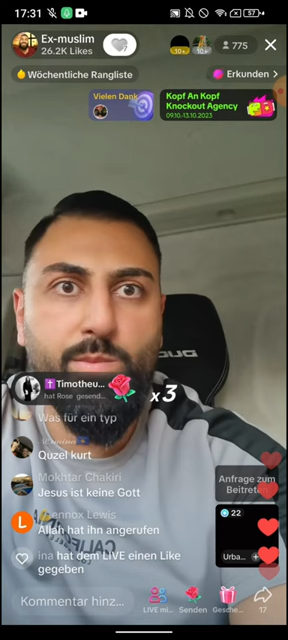 17:31
57
Ex-muslim
26.2K Likes
10+
10+
775
Wöchentliche Rangliste
Erkunden >
Vielen Dank
Kopf An Kopf
Knockout Agency
09.10-13.10.2023
Timotheu...
hat Rose gesend...
x3
Was für ein typ
Quzel kurt
Mokhtar Chakiri
Jesus ist keine Gott
Lennox Lewis
Allah hat ihn angerufen
ina hat dem LIVE einen Like
gegeben
Anfrage zum
Beitreten
22
Urba...
Kommentar hinz...
LIVE mi...
Senden
Gesche...
17